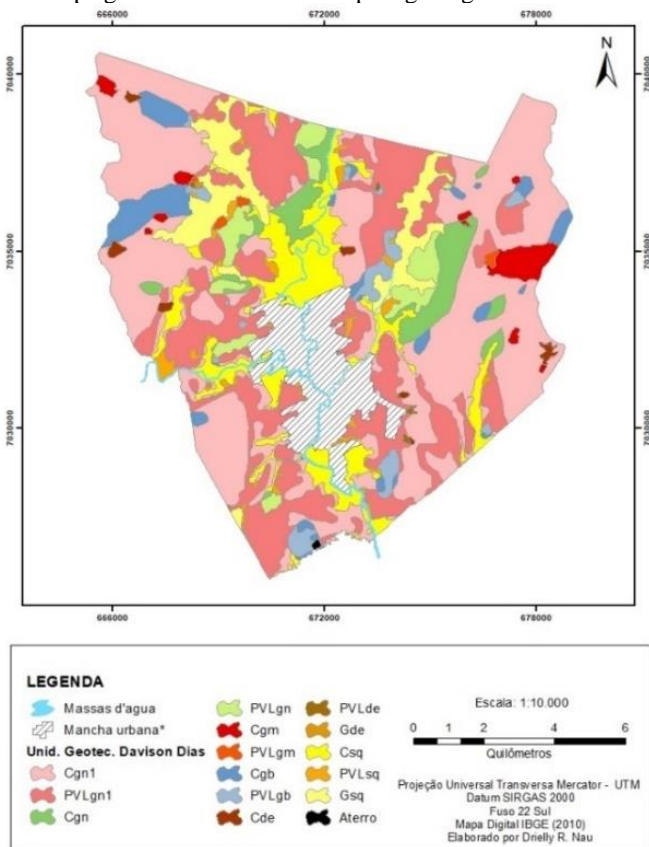 666000 672000 678000
7040000 7040000
N
7035000 7035000
7030000 7030000
666000 672000 678000
LEGENDA
Massas d'agua
Mancha urbana*
Unid. Geotec. Davison Dias
Cgn1
PVLgn1
Cgn
PVLgn
Cgm
PVLgm
Cgb
PVLgb
Cde
PVLde
Gde
Csq
PVLsq
Gsq
Aterro
Escala: 1:10.000
0 1 2 4 6
Quilômetros
Projeção Universal Transversa Mercator - UTM
Datum SIRGAS 2000
Fuso 22 Sul
Mapa Digital IBGE (2010)
Elaborado por Drielly R. Nau